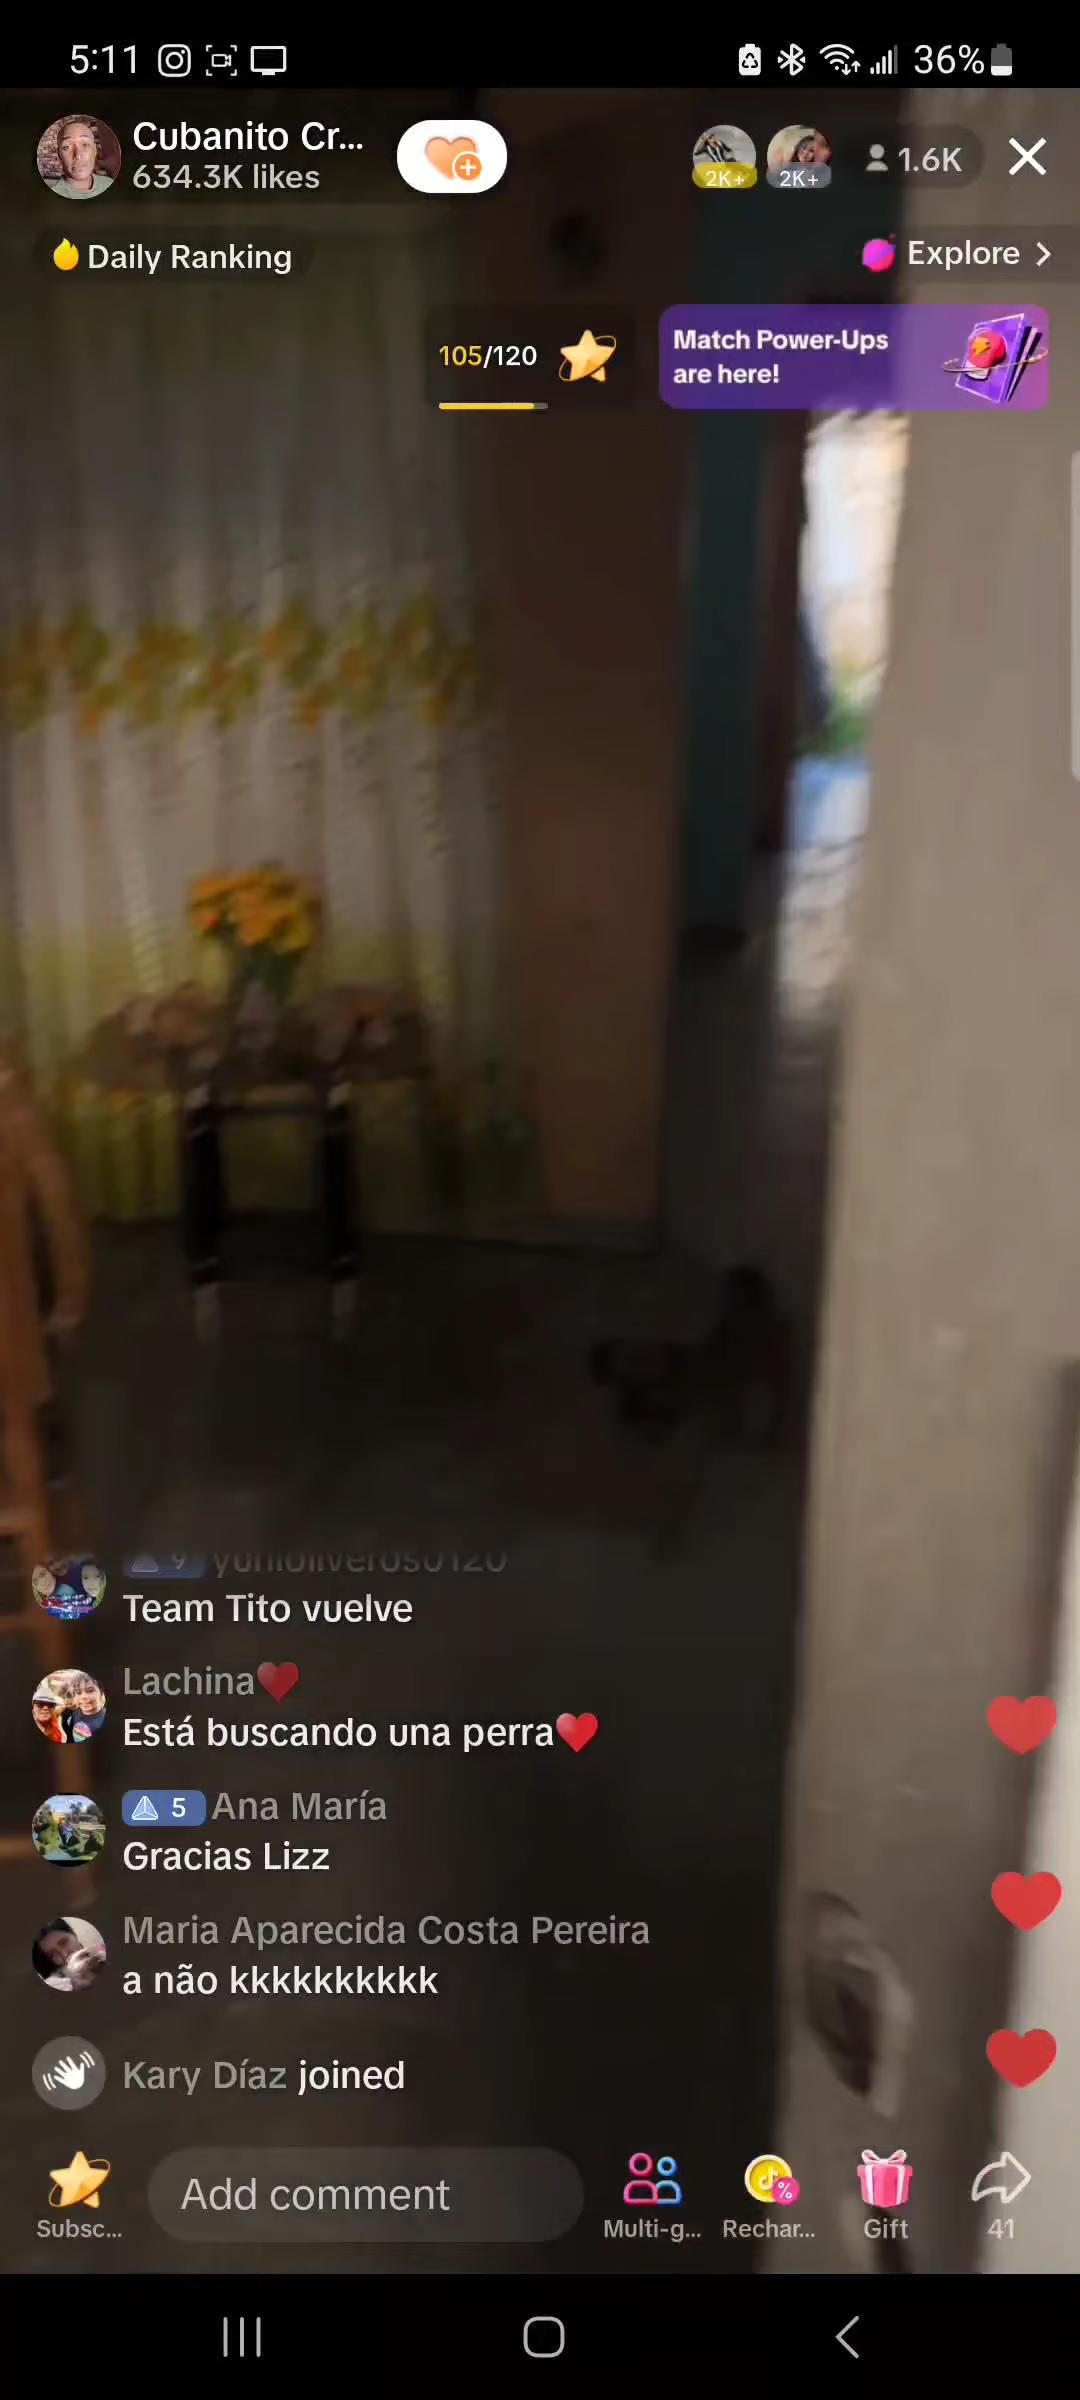 5:11
36%
Cubanito Cr...
634.3K likes
2K+
2K+
1.6K
Daily Ranking
Explore
105/120
Match Power-Ups
are here!
9
Team Tito vuelve
Lachina
Está buscando una perra
5 Ana María
Gracias Lizz
Maria Aparecida Costa Pereira
a não kkkkkkkkkk
Kary Díaz joined
Add comment
Subsc...
Multi-g...
Rechar...
Gift
41